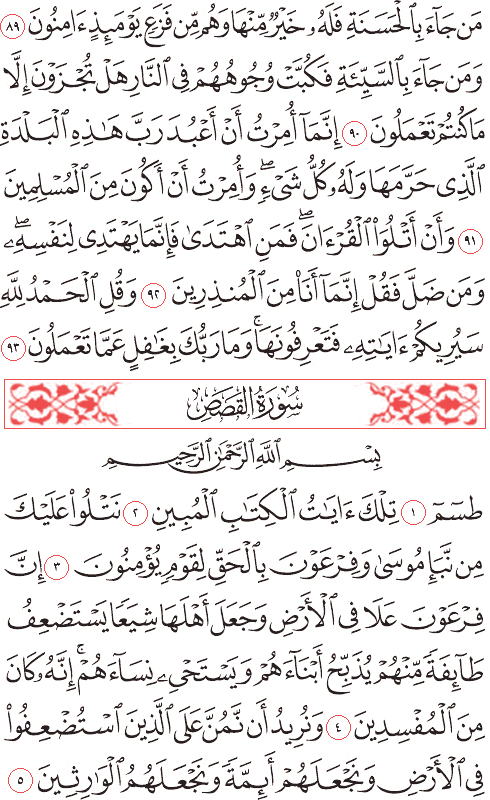 مَن جَآءَ بِٱلْحَسَنَةِ فَلَهُۥ خَيْرٌ مِّنْهَا وَهُم مِّن فَزَعٍ يَوْمَئِذٍ ءَامِنُونَ ٨٩
وَمَن جَآءَ بِٱلسَّيِّئَةِ فَكُبَّتْ وُجُوهُهُمْ فِى ٱلنَّارِ هَلْ تُجْزَوْنَ إِلَّا
مَا كُنتُمْ تَعْمَلُونَ ٩٠ إِنَّمَآ أُمِرْتُ أَنْ أَعْبُدَ رَبَّ هَـٰذِهِ ٱلْبَلْدَةِ
ٱلَّذِى حَرَّمَهَا وَلَهُۥ كُلُّ شَىْءٍ ۖ وَأُمِرْتُ أَنْ أَكُونَ مِنَ ٱلْمُسْلِمِينَ
٩١ وَأَنْ أَتْلُوَا۟ ٱلْقُرْءَانَ ۖ فَمَنِ ٱهْتَدَىٰ فَإِنَّمَا يَهْتَدِى لِنَفْسِهِۦ ۖ
وَمَن ضَلَّ فَقُلْ إِنَّمَآ أَنَا۠ مِنَ ٱلْمُنذِرِينَ ٩٢ وَقُلِ ٱلْحَمْدُ لِلَّهِ
سَيُرِيكُمْ ءَايَـٰتِهِۦ فَتَعْرِفُونَهَا ۚ وَمَا رَبُّكَ بِغَـٰفِلٍ عَمَّا تَعْمَلُونَ ٩٣
سُورَةُ ٱلْقَصَصِ
بِسْمِ ٱللَّهِ ٱلرَّحْمَـٰنِ ٱلرَّحِيمِ
طسٓمٓ ١ تِلْكَ ءَايَـٰتُ ٱلْكِتَـٰبِ ٱلْمُبِينِ ٢ نَتْلُوا۟ عَلَيْكَ
مِن نَّبَإِ مُوسَىٰ وَفِرْعَوْنَ بِٱلْحَقِّ لِقَوْمٍ يُؤْمِنُونَ ٣ إِنَّ
فِرْعَوْنَ عَلَا فِى ٱلْأَرْضِ وَجَعَلَ أَهْلَهَا شِيَعًا يَسْتَضْعِفُ
طَآئِفَةً مِّنْهُمْ يُذَبِّحُ أَبْنَآءَهُمْ وَيَسْتَحْىِۦ نِسَآءَهُمْ ۚ إِنَّهُۥ كَانَ
مِنَ ٱلْمُفْسِدِينَ ٤ وَنُرِيدُ أَن نَّمُنَّ عَلَى ٱلَّذِينَ ٱسْتُضْعِفُوا۟
فِى ٱلْأَرْضِ وَنَجْعَلَهُمْ أَئِمَّةً وَنَجْعَلَهُمُ ٱلْوَٰرِثِينَ ٥